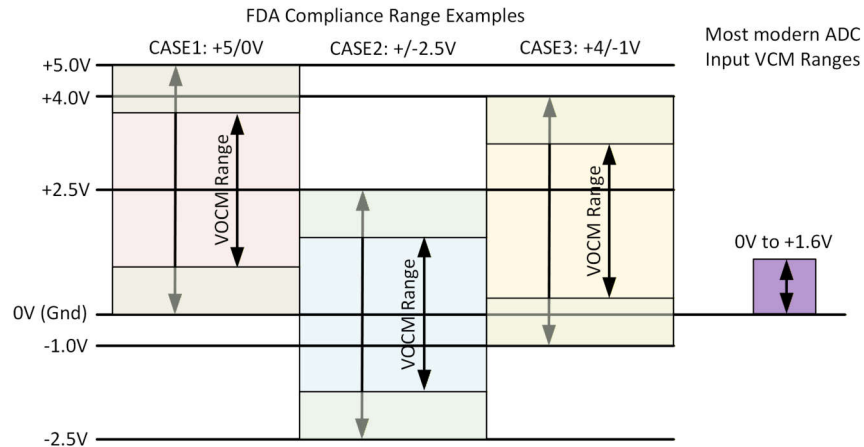 FDA Compliance Range Examples
CASE1: +5/0V
CASE2: +/-2.5V
CASE3: +4/-1V
Most modern ADC
Input VCM Ranges
+5.0V
+4.0V
+2.5V
0V (Gnd)
-1.0V
-2.5V
VOCM Range
VOCM Range
VOCM Range
0V to +1.6V